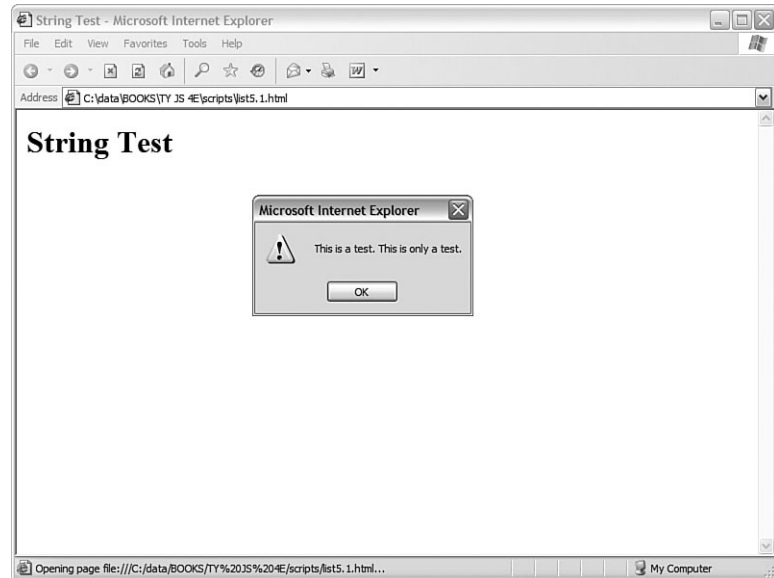 String Test - Microsoft Internet Explorer
File Edit View Favorites Tools Help
Address C:\data\BOOKS\TY JS 4E\scripts\list5.1.html
String Test
Microsoft Internet Explorer
This is a test. This is only a test.
OK
Opening page file:///C:/data/BOOKS/TY%20JS%204E/scripts/list5.1.html... My Computer